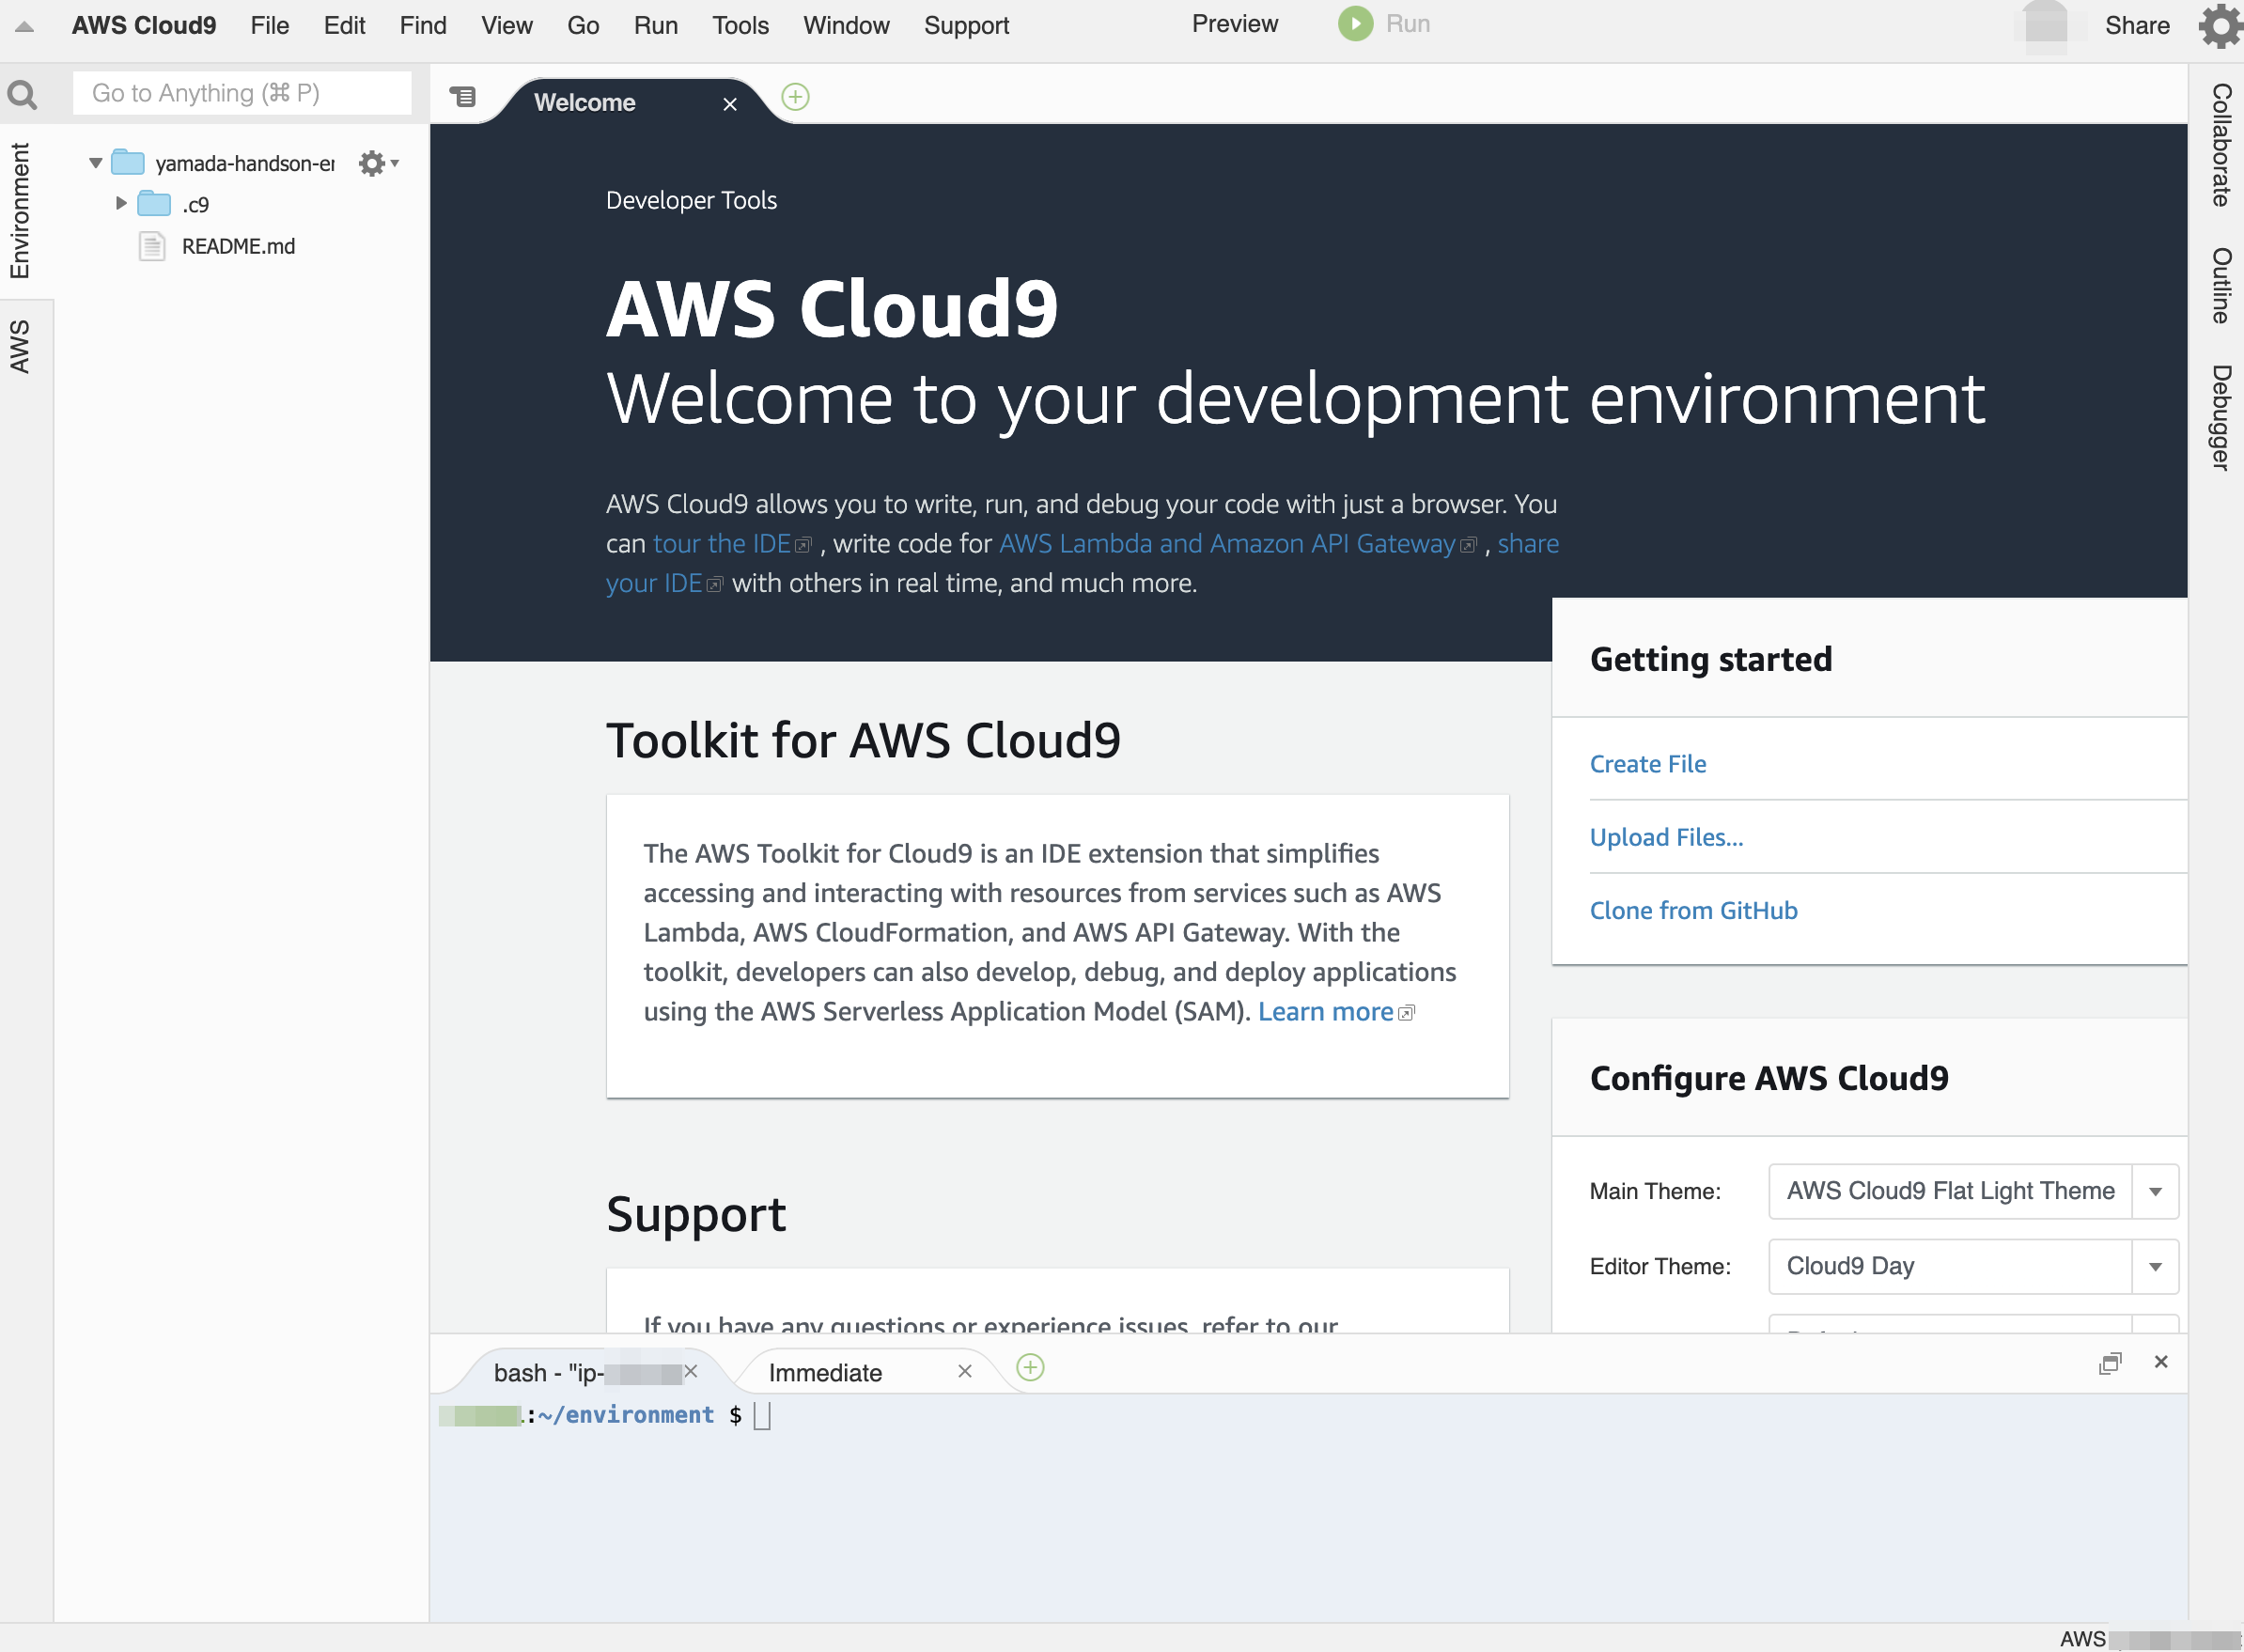 AWS Cloud9 File Edit Find View Go Run Tools Window Support Preview Run Share
Go to Anything (⌘ P)
Welcome
Environment
AWS
yamada-handson-er
.c9
README.md
Collaborate
Outline
Debugger
Developer Tools
AWS Cloud9
Welcome to your development environment
AWS Cloud9 allows you to write, run, and debug your code with just a browser. You
can tour the IDE , write code for AWS Lambda and Amazon API Gateway , share
your IDE with others in real time, and much more.
Toolkit for AWS Cloud9
The AWS Toolkit for Cloud9 is an IDE extension that simplifies
accessing and interacting with resources from services such as AWS
Lambda, AWS CloudFormation, and AWS API Gateway. With the
toolkit, developers can also develop, debug, and deploy applications
using the AWS Serverless Application Model (SAM). Learn more
Support
If you have any questions or experience issues, refer to our
Getting started
Create File
Upload Files...
Clone from GitHub
Configure AWS Cloud9
Main Theme: AWS Cloud9 Flat Light Theme
Editor Theme: Cloud9 Day
bash - "ip-
Immediate
:~/environment $
AWS